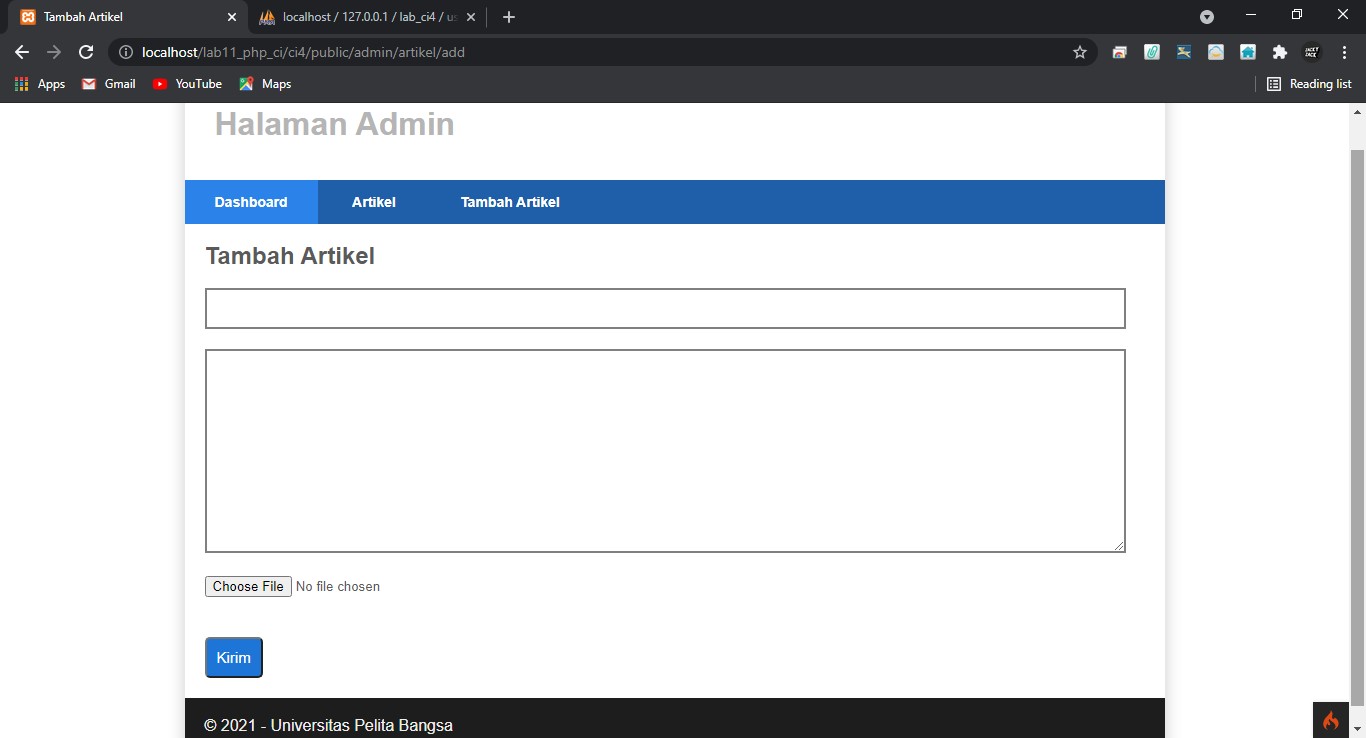 Tambah Artikel
localhost / 127.0.0.1 / lab_ci4 / us
localhost/lab11_php_ci/ci4/public/admin/artikel/add
Apps
Gmail
YouTube
Maps
Reading list
Halaman Admin
Dashboard
Artikel
Tambah Artikel
Tambah Artikel
Choose File No file chosen
Kirim
© 2021 - Universitas Pelita Bangsa